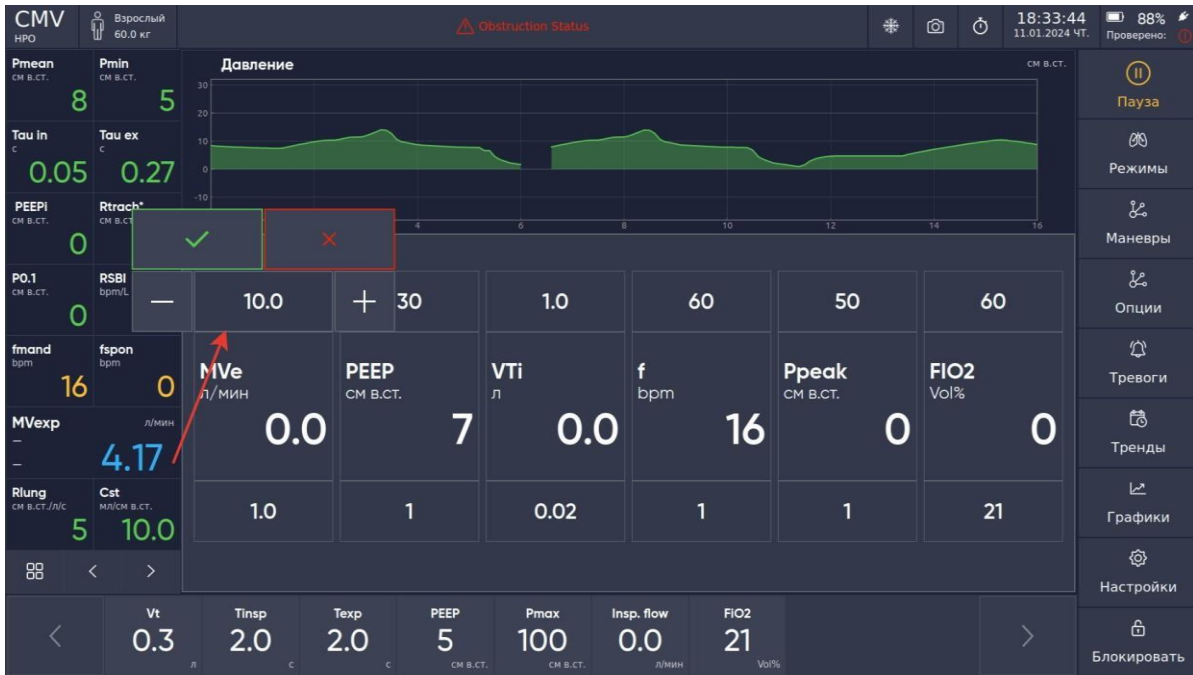 CMV
НРО
Взрослый
60.0 кг
Obstruction Status
18:33:44
11.01.2024 ЧТ.
88%
Проверено:
Pmean
см в.ст.
8
Pmin
см в.ст.
5
Tau in
с
0.05
Tau ex
с
0.27
PEEPi
см в.ст.
0
Rtrach*
см в.ст
P0.1
см в.ст.
0
RSBI
bpm/L
fmand
bpm
16
fspon
bpm
0
MVexp
л/мин
–
–
4.17
Rlung
см в.ст./л/с
5
Cst
мл/см в.ст.
10.0
Давление
см в.ст.
30
20
10
0
-10
4
6
8
10
12
14
16
10.0
30
1.0
60
50
60
MVe
л/мин
0.0
PEEP
см в.ст.
7
VTi
л
0.0
f
bpm
16
Ppeak
см в.ст.
0
FIO2
Vol%
0
1.0
1
0.02
1
1
21
Vt
0.3
л
Tinsp
2.0
с
Texp
2.0
с
PEEP
5
см в.ст.
Pmax
100
см в.ст.
Insp. flow
0.0
л/мин
FiO2
21
Vol%
Пауза
Режимы
Маневры
Опции
Тревоги
Тренды
Графики
Настройки
Блокировать